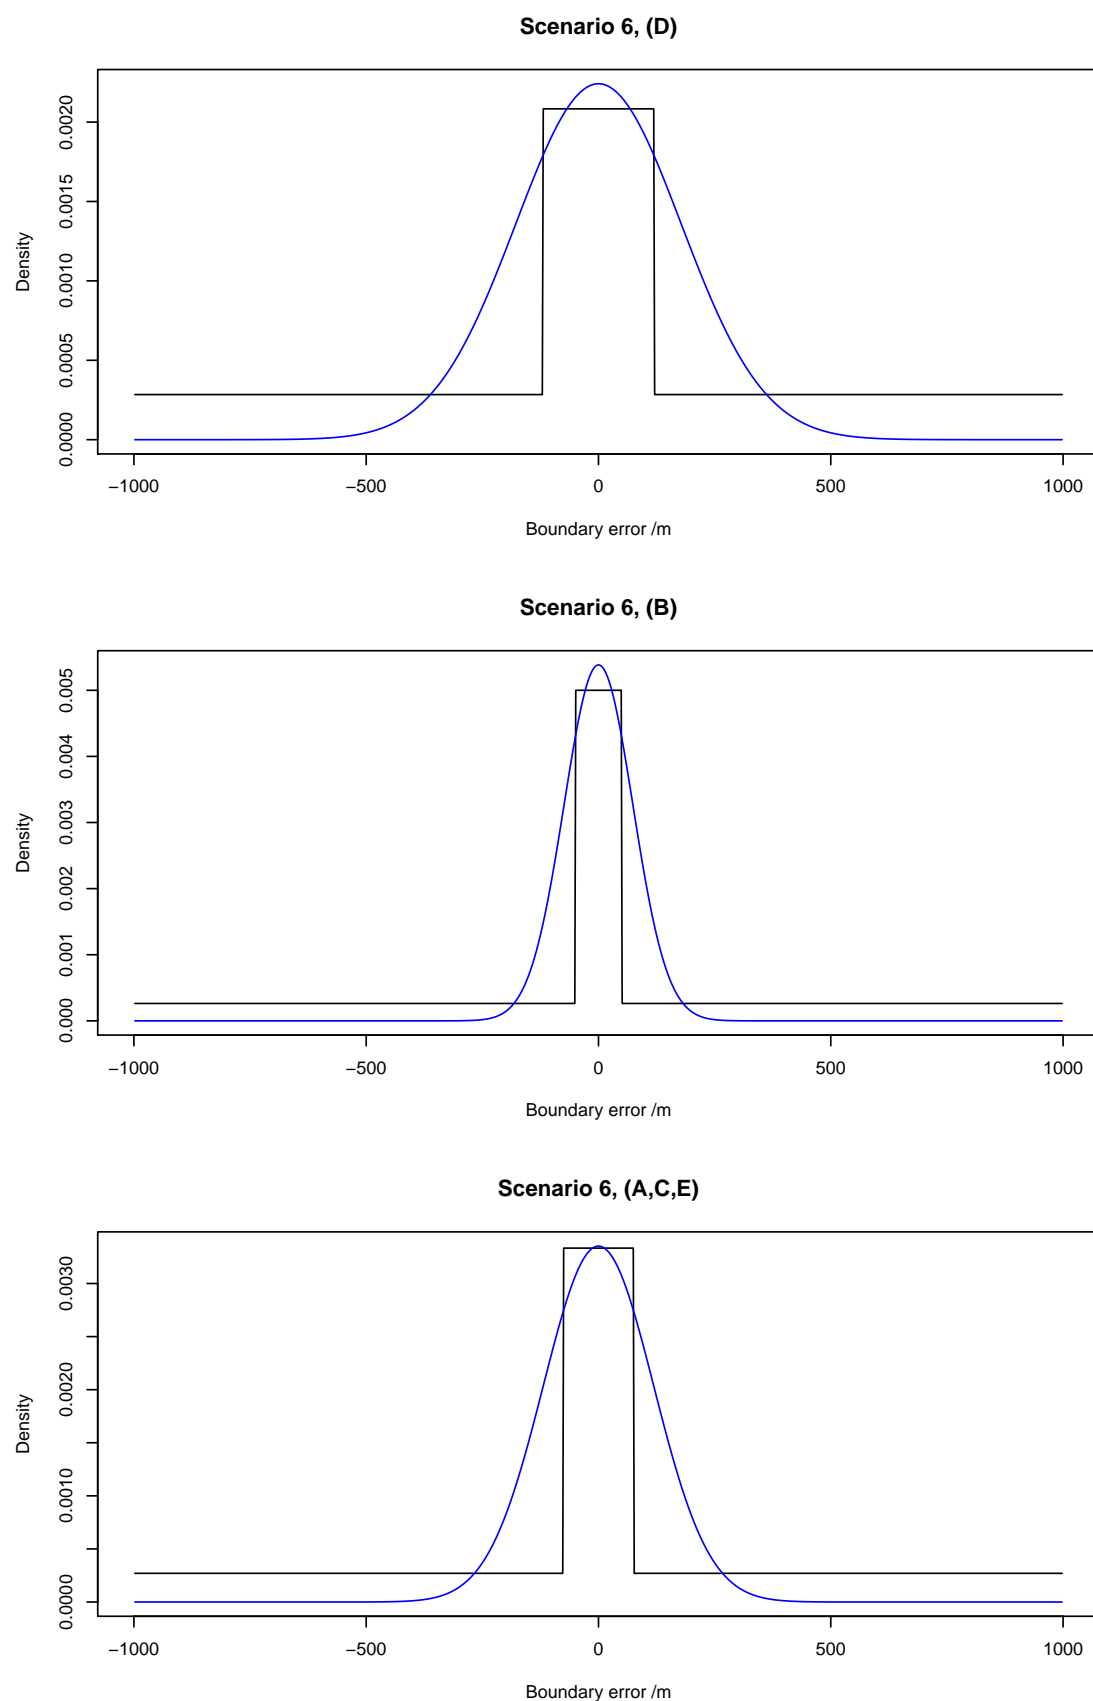 Scenario 6, (D)
Density
0.0000 0.0005 0.0010 0.0015 0.0020
−1000 −500 0 500 1000
Boundary error /m
Scenario 6, (B)
Density
0.000 0.001 0.002 0.003 0.004 0.005
−1000 −500 0 500 1000
Boundary error /m
Scenario 6, (A,C,E)
Density
0.0000 0.0010 0.0020 0.0030
−1000 −500 0 500 1000
Boundary error /m